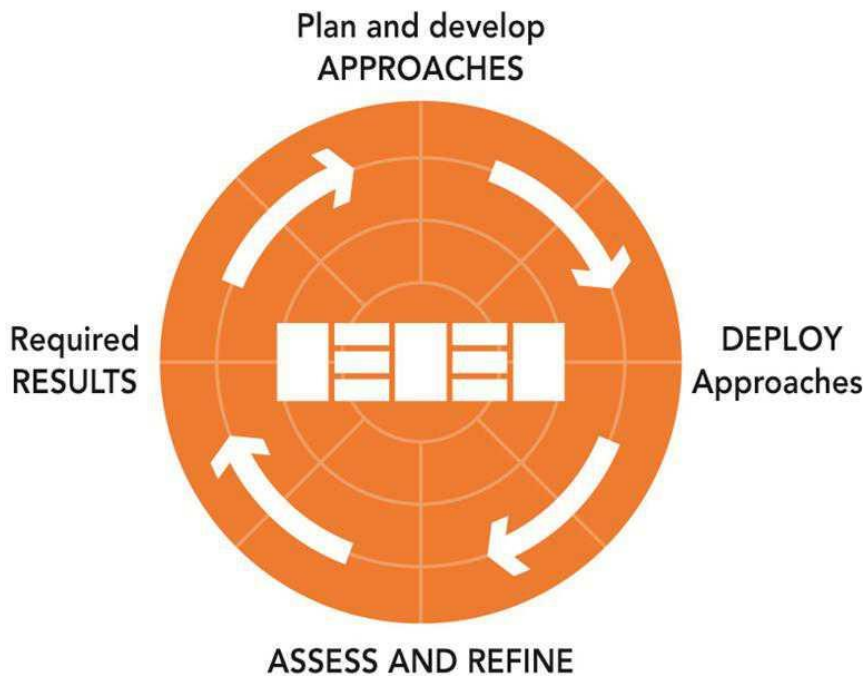 Plan and develop
APPROACHES
Required
RESULTS
DEPLOY
Approaches
ASSESS AND REFINE